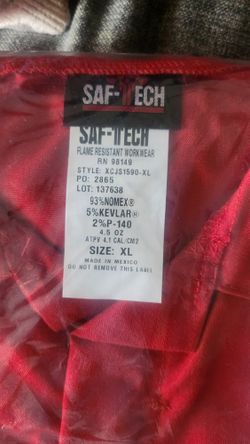 SAF-TECH
SAF-TECH
FLAME RESISTANT WORKWEAR
RN 98149
STYLE: XCJS1590-XL
PO: 2865
LOT: 137638
93%NOMEX®
5%KEVLAR®
2%P-140
4.5 OZ
ATPV 4.1 CAL/CM2
SIZE: XL
MADE IN MEXICO
DO NOT REMOVE THIS LABEL